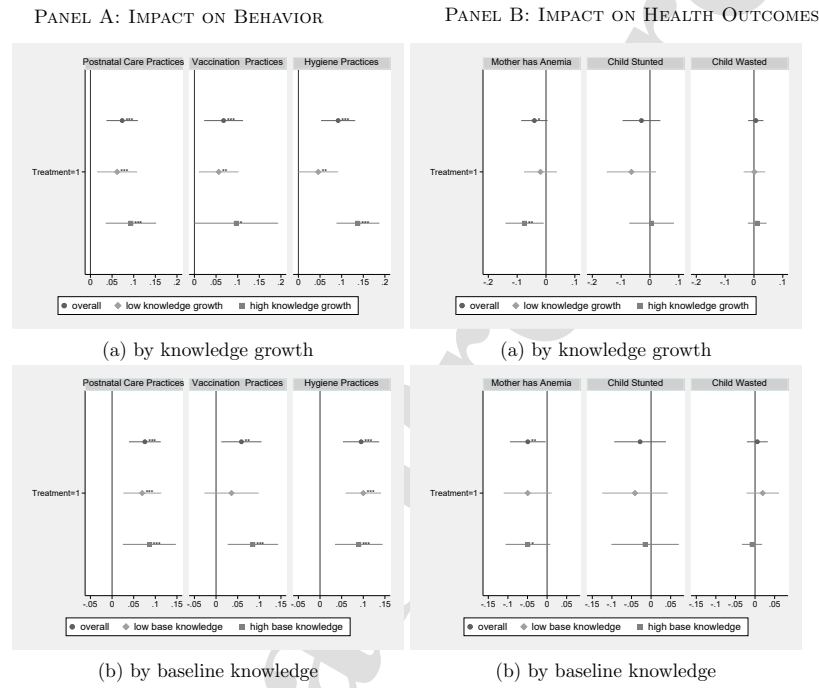 PANEL A: IMPACT ON BEHAVIOR
Postnatal Care Practices Vaccination Practices Hygiene Practices
***
***
***
Treatment=1
***
**
**
***
*
***
0 .05 .1 .15 .2 0 .05 .1 .15 .2 0 .05 .1 .15 .2
overall low knowledge growth high knowledge growth
(a) by knowledge growth
Postnatal Care Practices Vaccination Practices Hygiene Practices
***
**
***
Treatment=1
***
***
***
***
***
-.05 0 .05 .1 .15 -.05 0 .05 .1 .15 -.05 0 .05 .1 .15
overall low base knowledge high base knowledge
(b) by baseline knowledge
PANEL B: IMPACT ON HEALTH OUTCOMES
Mother has Anemia Child Stunted Child Wasted
*
Treatment=1
**
-.2 -.1 0 .1 -.2 -.1 0 .1 -.2 -.1 0 .1
overall low knowledge growth high knowledge growth
(a) by knowledge growth
Mother has Anemia Child Stunted Child Wasted
**
Treatment=1
*
-.15 -.1 -.05 0 .05 -.15 -.1 -.05 0 .05 -.15 -.1 -.05 0 .05
overall low base knowledge high base knowledge
(b) by baseline knowledge